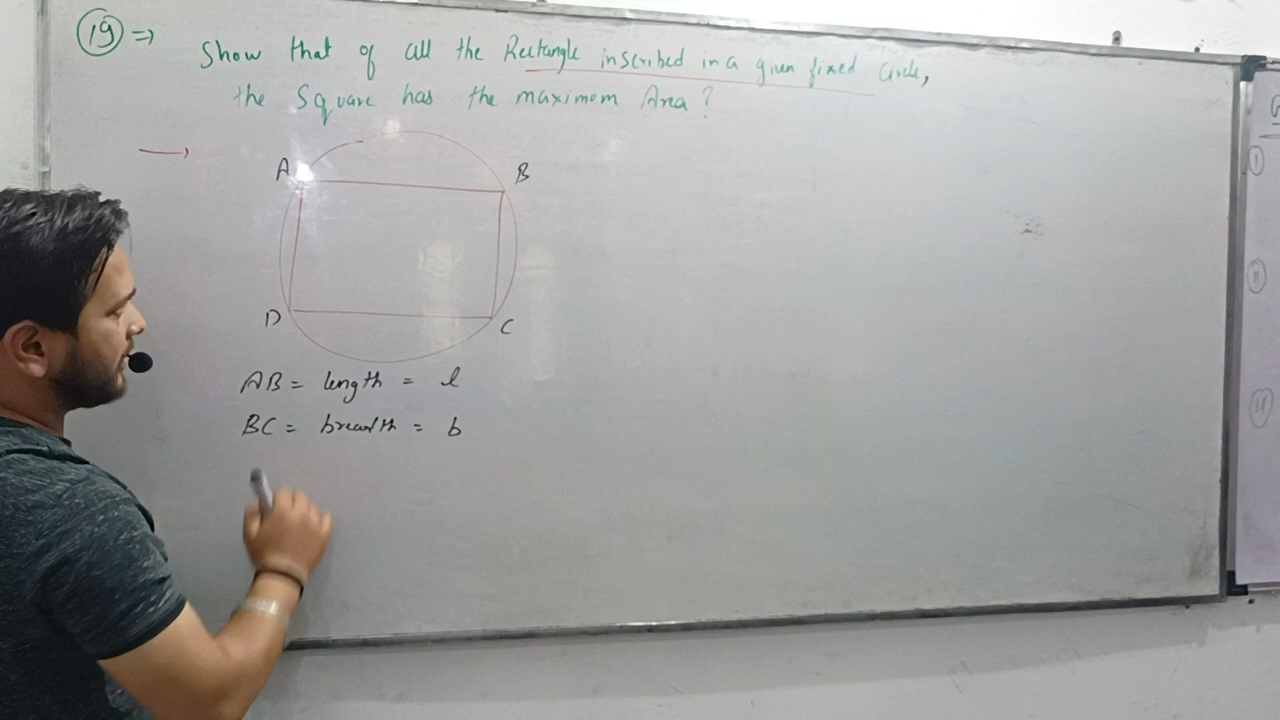 19 ⇒ Show that of all the Rectangle inscribed in a given fixed Circle,
the Square has the maximum Area?
→
A B
D C
AB = length = l
BC = breadth = b